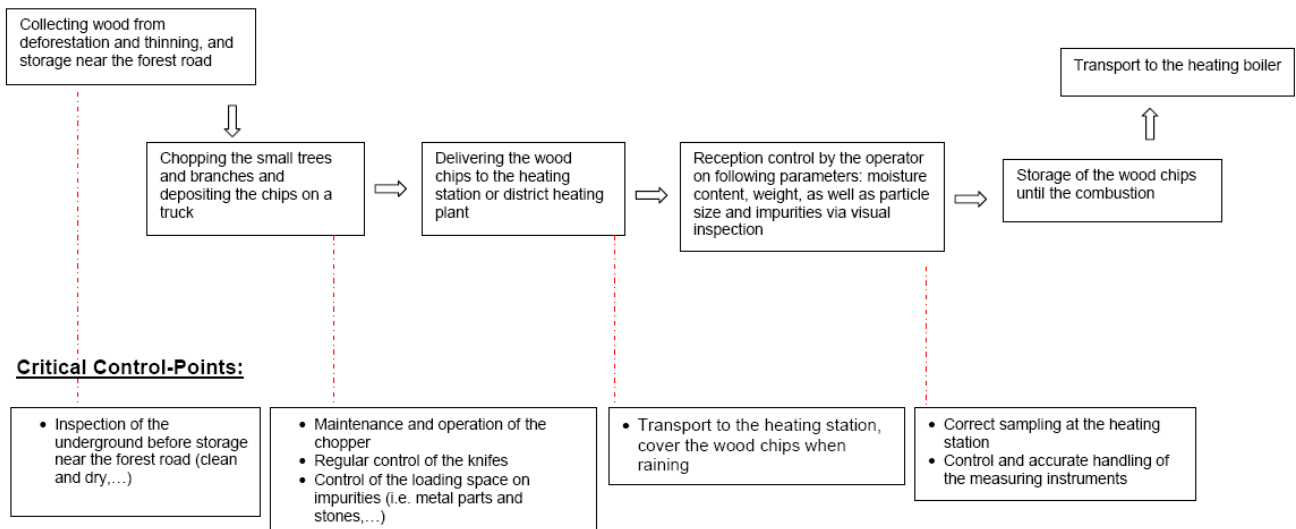 Collecting wood from
deforestation and thinning, and
storage near the forest road
Transport to the heating boiler
Chopping the small trees
and branches and
depositing the chips on a
truck
Delivering the wood
chips to the heating
station or district heating
plant
Reception control by the operator
on following parameters: moisture
content, weight, as well as particle
size and impurities via visual
inspection
Storage of the wood chips
until the combustion
Critical Control-Points:
• Inspection of the
underground before storage
near the forest road (clean
and dry,...)
• Maintenance and operation of the
chopper
• Regular control of the knifes
• Control of the loading space on
impurities (i.e. metal parts and
stones,...)
• Transport to the heating station,
cover the wood chips when
raining
• Correct sampling at the heating
station
• Control and accurate handling of
the measuring instruments